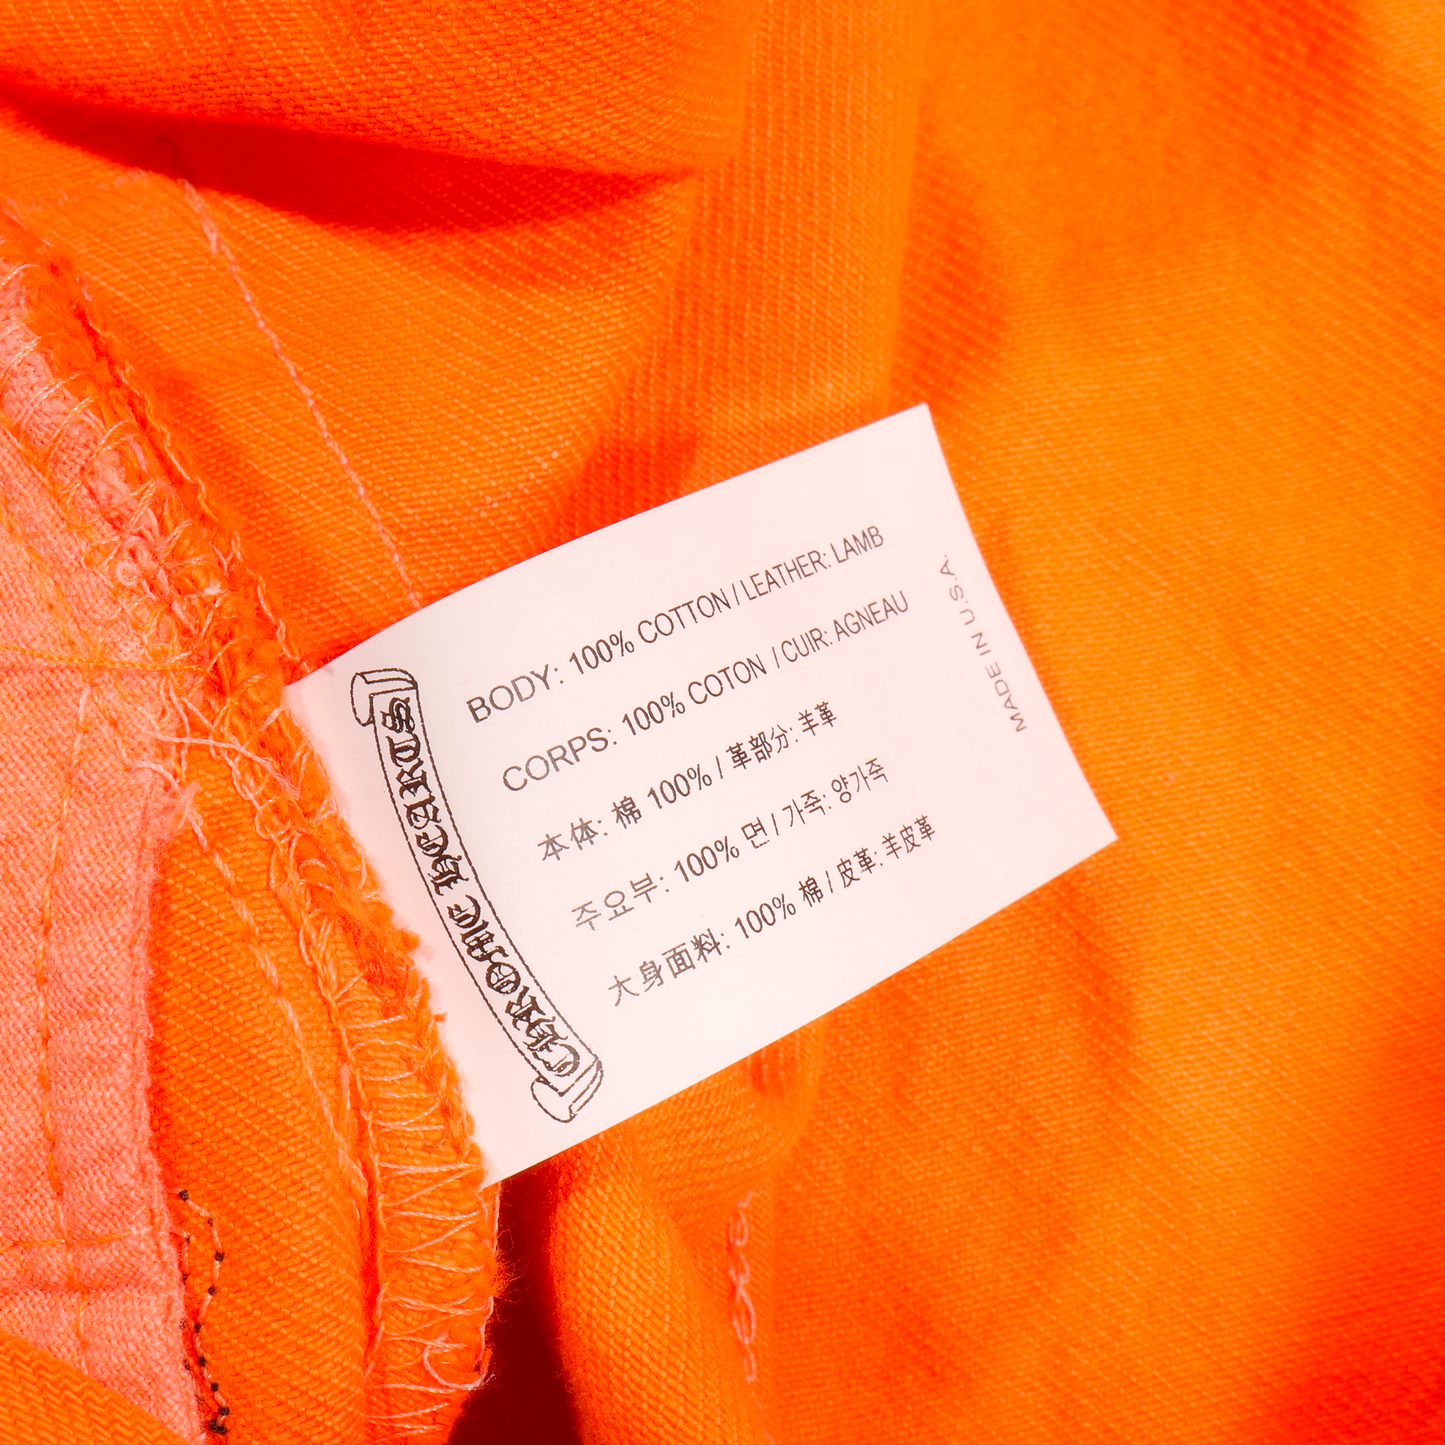 CHROME HEARTS
BODY: 100% COTTON / LEATHER: LAMB
CORPS: 100% COTON / CUIR: AGNEAU
本体: 棉 100% / 革部分: 羊革
주요부: 100% 면 / 가죽: 양가죽
大身面料: 100% 棉 / 皮革: 羊皮革
MADE IN U.S.A.